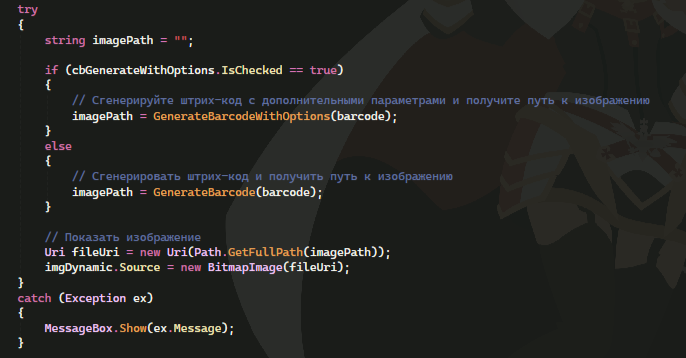 try
{
    string imagePath = "";

    if (cbGenerateWithOptions.IsChecked == true)
    {
        // Сгенерируйте штрих-код с дополнительными параметрами и получите путь к изображению
        imagePath = GenerateBarcodeWithOptions(barcode);
    }
    else
    {
        // Сгенерировать штрих-код и получить путь к изображению
        imagePath = GenerateBarcode(barcode);
    }

    // Показать изображение
    Uri fileUri = new Uri(Path.GetFullPath(imagePath));
    imgDynamic.Source = new BitmapImage(fileUri);
}
catch (Exception ex)
{
    MessageBox.Show(ex.Message);
}